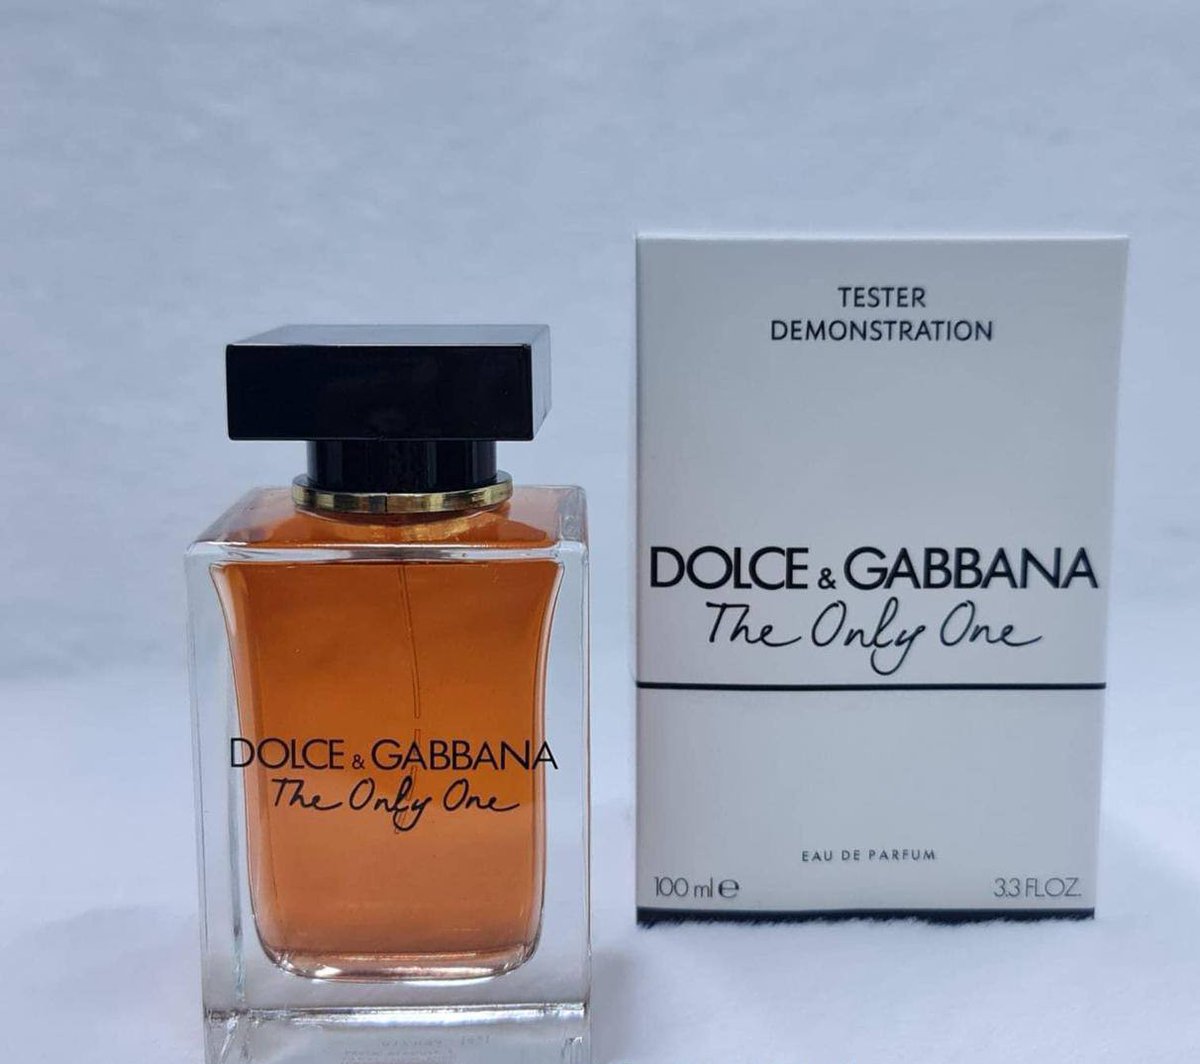 TESTER
DEMONSTRATION
DOLCE & GABBANA
The Only One
EAU DE PARFUM
100 ml ℮
3.3 FL.OZ.
DOLCE & GABBANA
The Only One